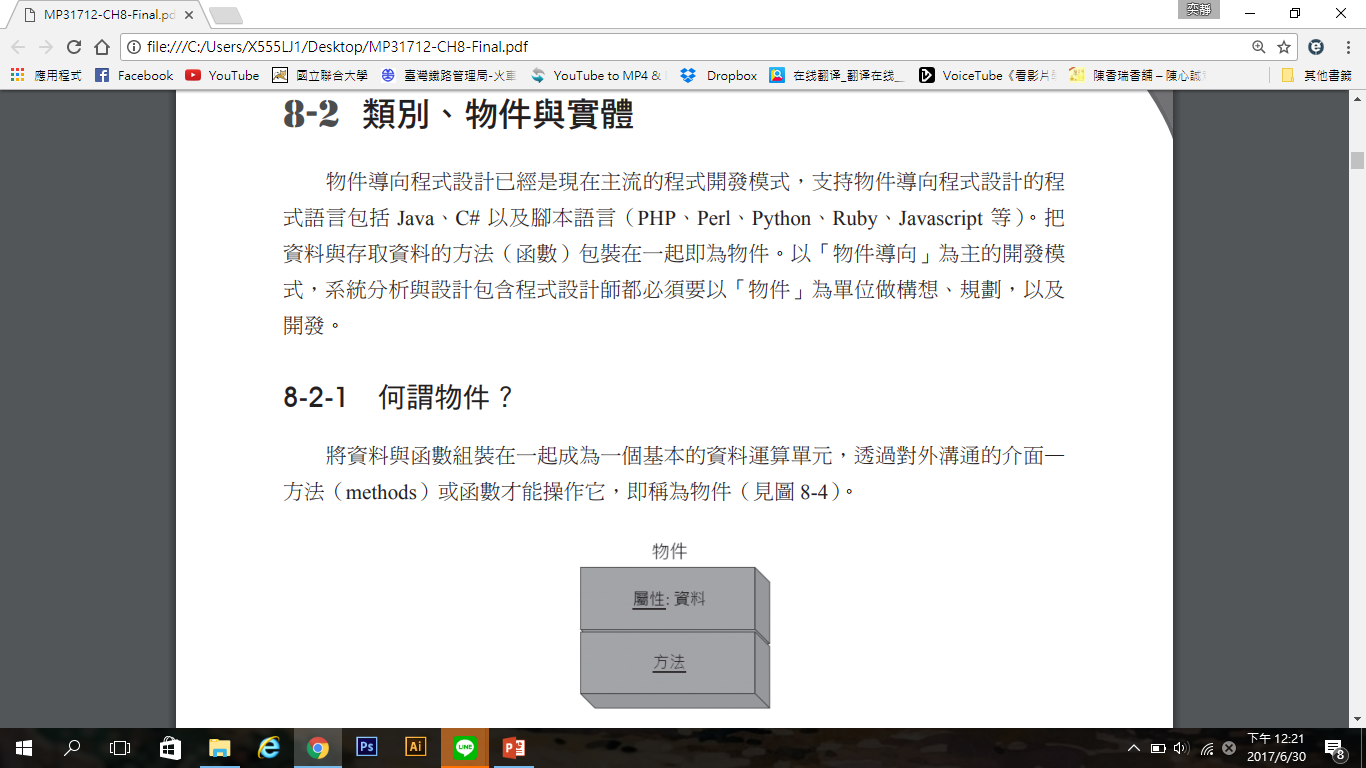 MP31712-CH8-Final.pd
奕靜
file:///C:/Users/X555LJ1/Desktop/MP31712-CH8-Final.pdf
應用程式 Facebook YouTube 國立聯合大學 臺灣鐵路管理局-火車 YouTube to MP4 & Dropbox 在线翻译_翻译在线_ VoiceTube《看影片 陳香瑞香鋪 – 陳心誠 其他書籤
8-2 類別、物件與實體
物件導向程式設計已經是現在主流的程式開發模式，支持物件導向程式設計的程
式語言包括 Java、C# 以及腳本語言（PHP、Perl、Python、Ruby、Javascript 等）。把
資料與存取資料的方法（函數）包裝在一起即為物件。以「物件導向」為主的開發模
式，系統分析與設計包含程式設計師都必須要以「物件」為單位做構想、規劃，以及
開發。
8-2-1 何謂物件？
將資料與函數組裝在一起成為一個基本的資料運算單元，透過對外溝通的介面—
方法（methods）或函數才能操作它，即稱為物件（見圖 8-4）。
物件
屬性: 資料
方法
Ps Ai LINE
下午 12:21
2017/6/30
8